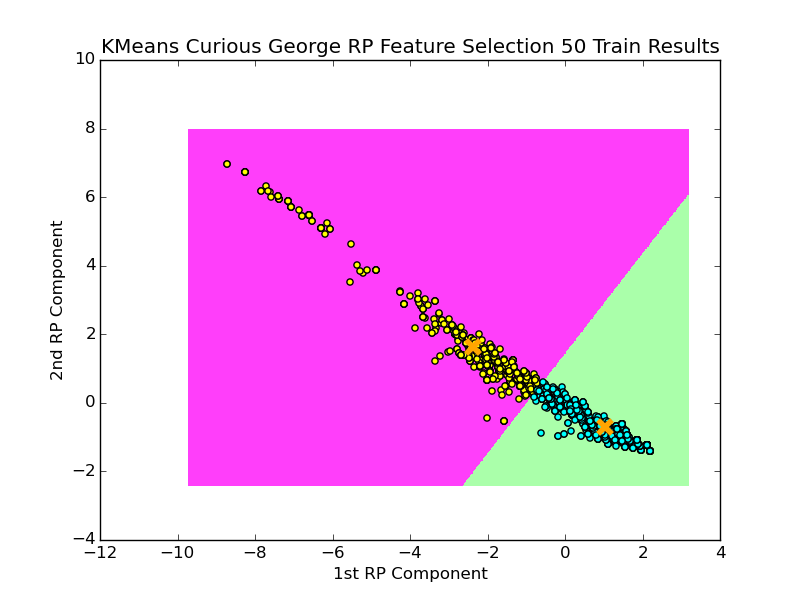 KMeans Curious George RP Feature Selection 50 Train Results
10
8
6
4
2
0
−2
−4
2nd RP Component
−12 −10 −8 −6 −4 −2 0 2 4
1st RP Component